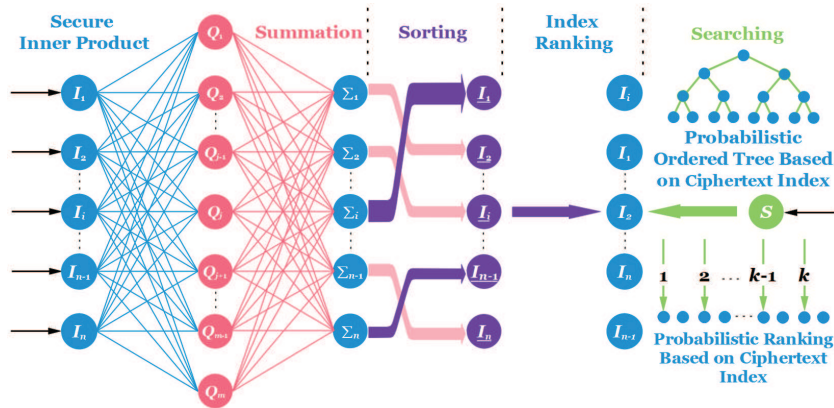 Secure
Inner Product
Summation
Sorting
Index
Ranking
Searching
I1
I2
Ii
In-1
In
Q1
Q2
Qj-1
Qj
Qj+1
Qm-1
Qm
Σ1
Σ2
Σi
Σn-1
Σn
I1
I2
Ii
In-1
In
Ii
I1
I2
In
In-1
Probabilistic
Ordered Tree Based
on Ciphertext Index
S
1 2 ... k-1 k
Probabilistic Ranking
Based on Ciphertext
Index